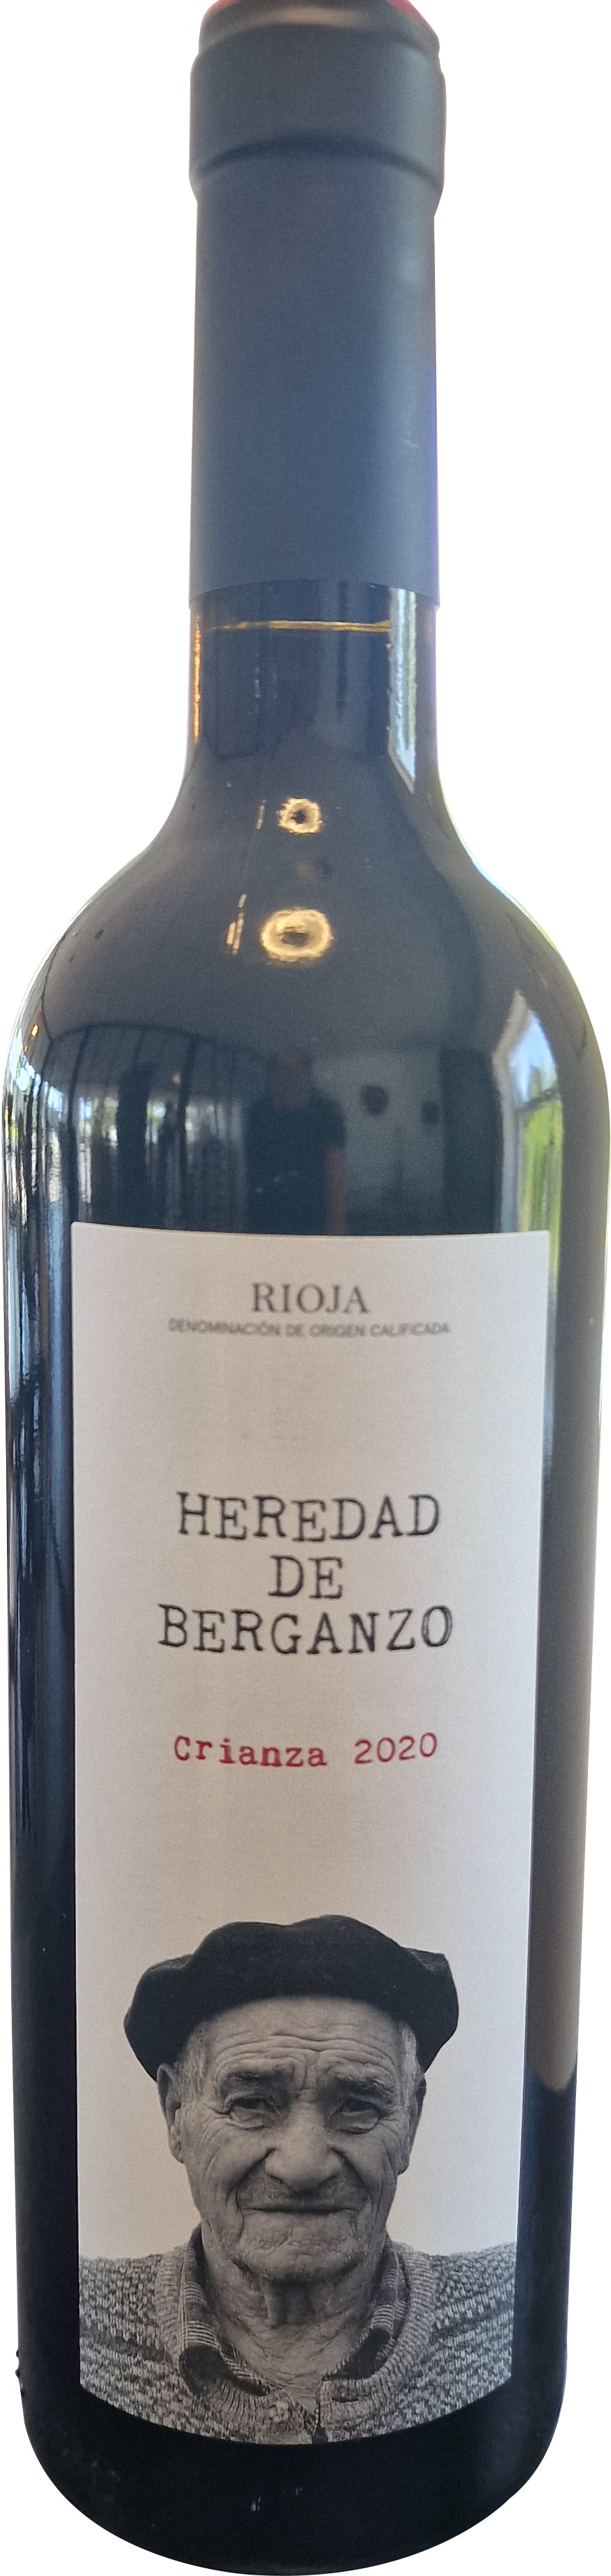 RIOJA
DENOMINACIÓN DE ORIGEN CALIFICADA
HEREDAD
DE
BERGANZO
Crianza 2020